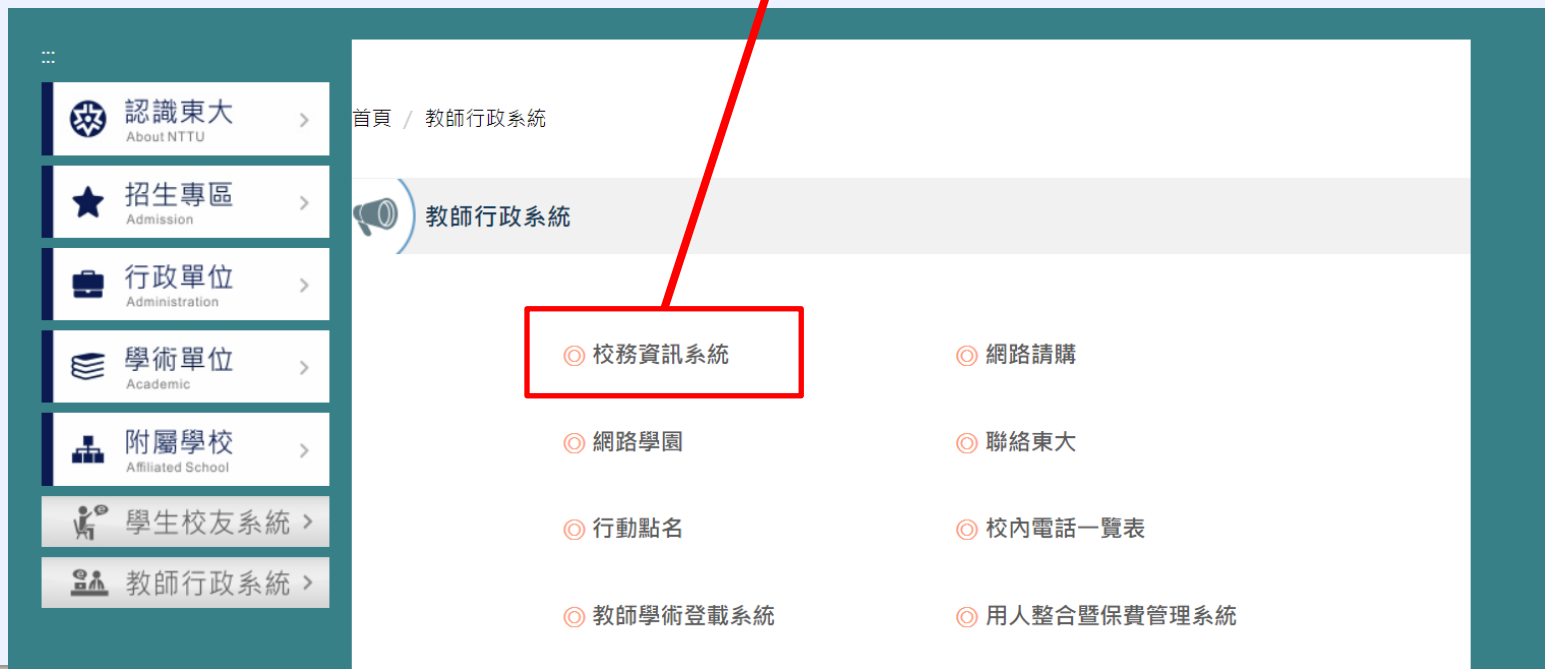 :::
認識東大
About NTTU
招生專區
Admission
行政單位
Administration
學術單位
Academic
附屬學校
Affiliated School
學生校友系統
教師行政系統
首頁 / 教師行政系統
教師行政系統
◎ 校務資訊系統
◎ 網路請購
◎ 網路學園
◎ 聯絡東大
◎ 行動點名
◎ 校內電話一覽表
◎ 教師學術登載系統
◎ 用人整合暨保費管理系統